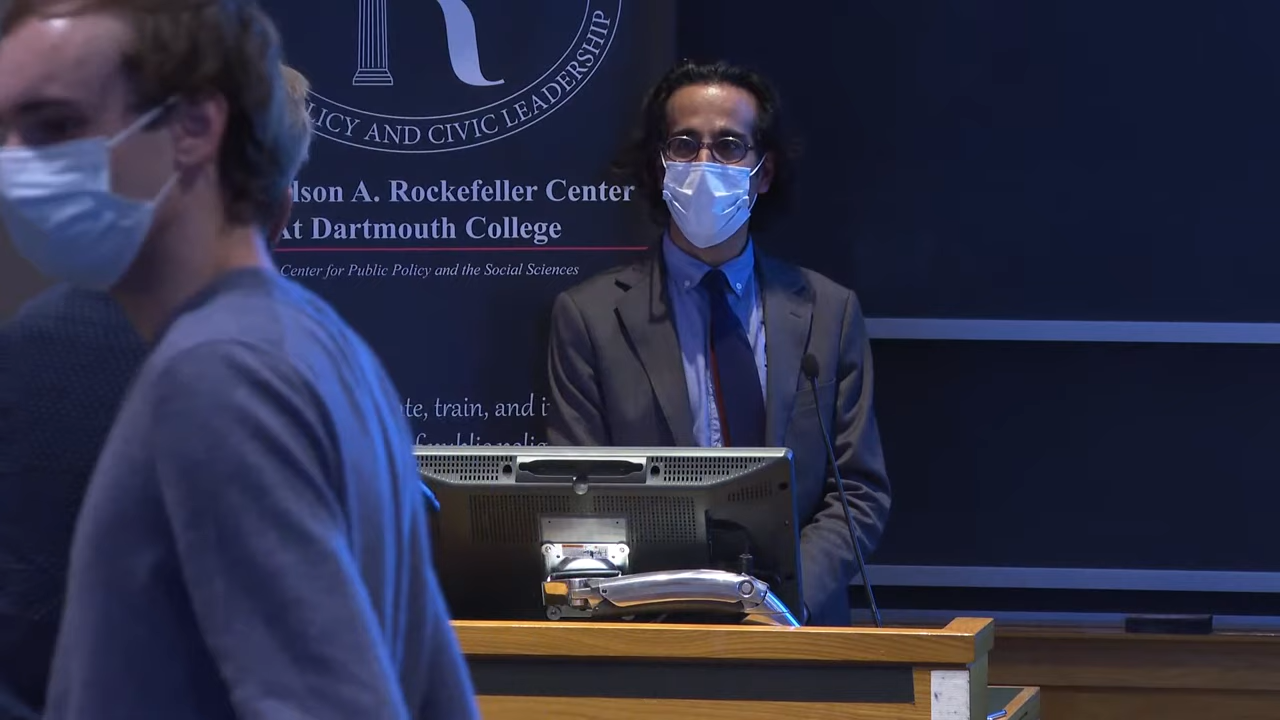 LICY AND CIVIC LEADERSHIP
lson A. Rockefeller Center
At Dartmouth College
Center for Public Policy and the Social Sciences
te, train, and i